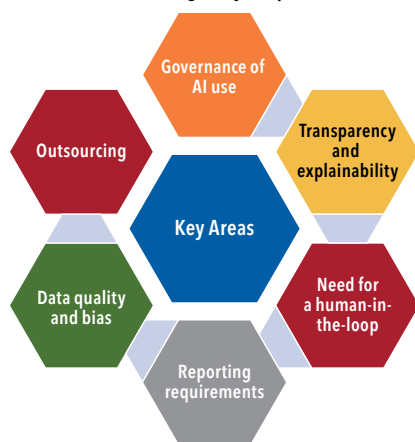 Governance of
AI use
Transparency
and
explainability
Need for
a human-in-
the-loop
Reporting
requirements
Data quality
and bias
Outsourcing
Key Areas